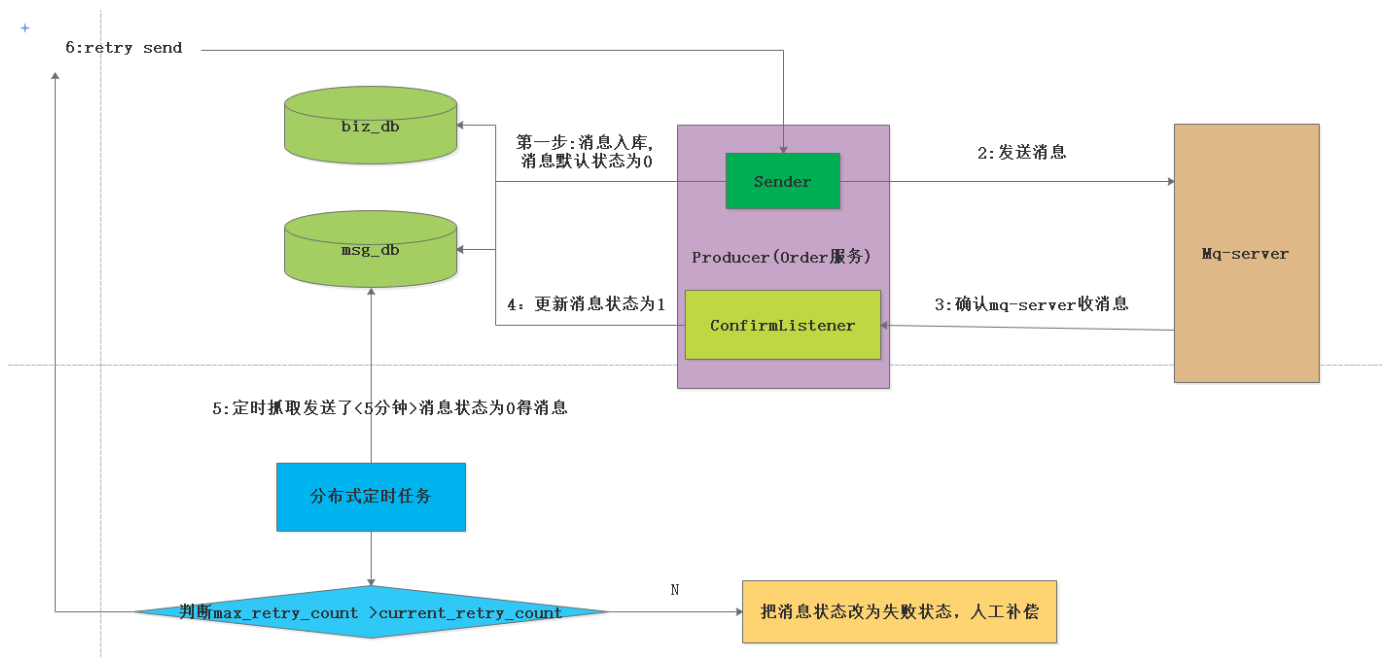 6:retry send
biz_db
第一步:消息入库,
消息默认状态为0
2:发送消息
Sender
msg_db
Producer(Order服务)
Mq-server
4: 更新消息状态为1
ConfirmListener
3:确认mq-server收消息
5:定时抓取发送了<5分钟>消息状态为0得消息
分布式定时任务
判断max_retry_count >current_retry_count
N
把消息状态改为失败状态,人工补偿